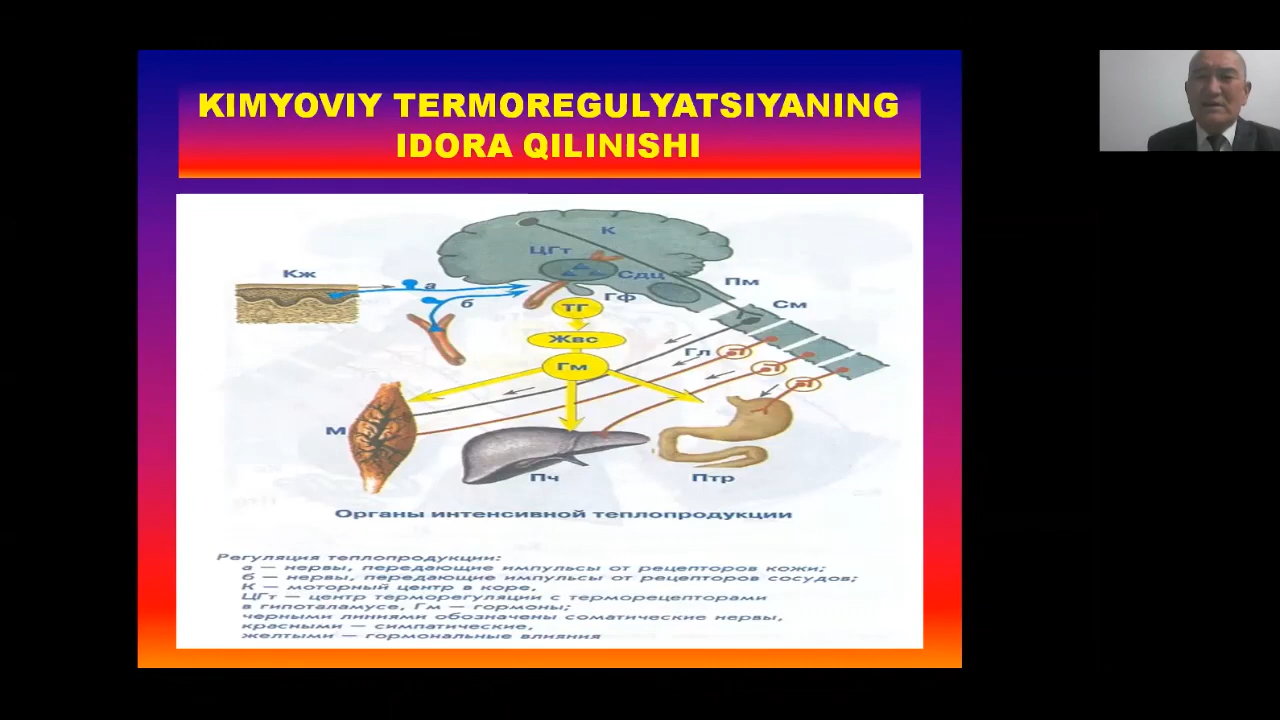 KIMYOVIY TERMOREGULYATSIYANING
IDORA QILINISHI
К
ЦГт
Кж
Сдц
а
Пм
Гф
б
См
ТГ
Жвс
Гл
Гм
М
Пч
Птр
Органы интенсивной теплопродукции
Регуляция теплопродукции:
а — нервы, передающие импульсы от рецепторов кожи;
б — нервы, передающие импульсы от рецепторов сосудов;
К — моторный центр в коре,
ЦГт — центр терморегуляции с терморецепторами
в гипоталамусе, Гм — гормоны;
черными линиями обозначены соматические нервы,
красными — симпатические,
желтыми — гормональные влияния